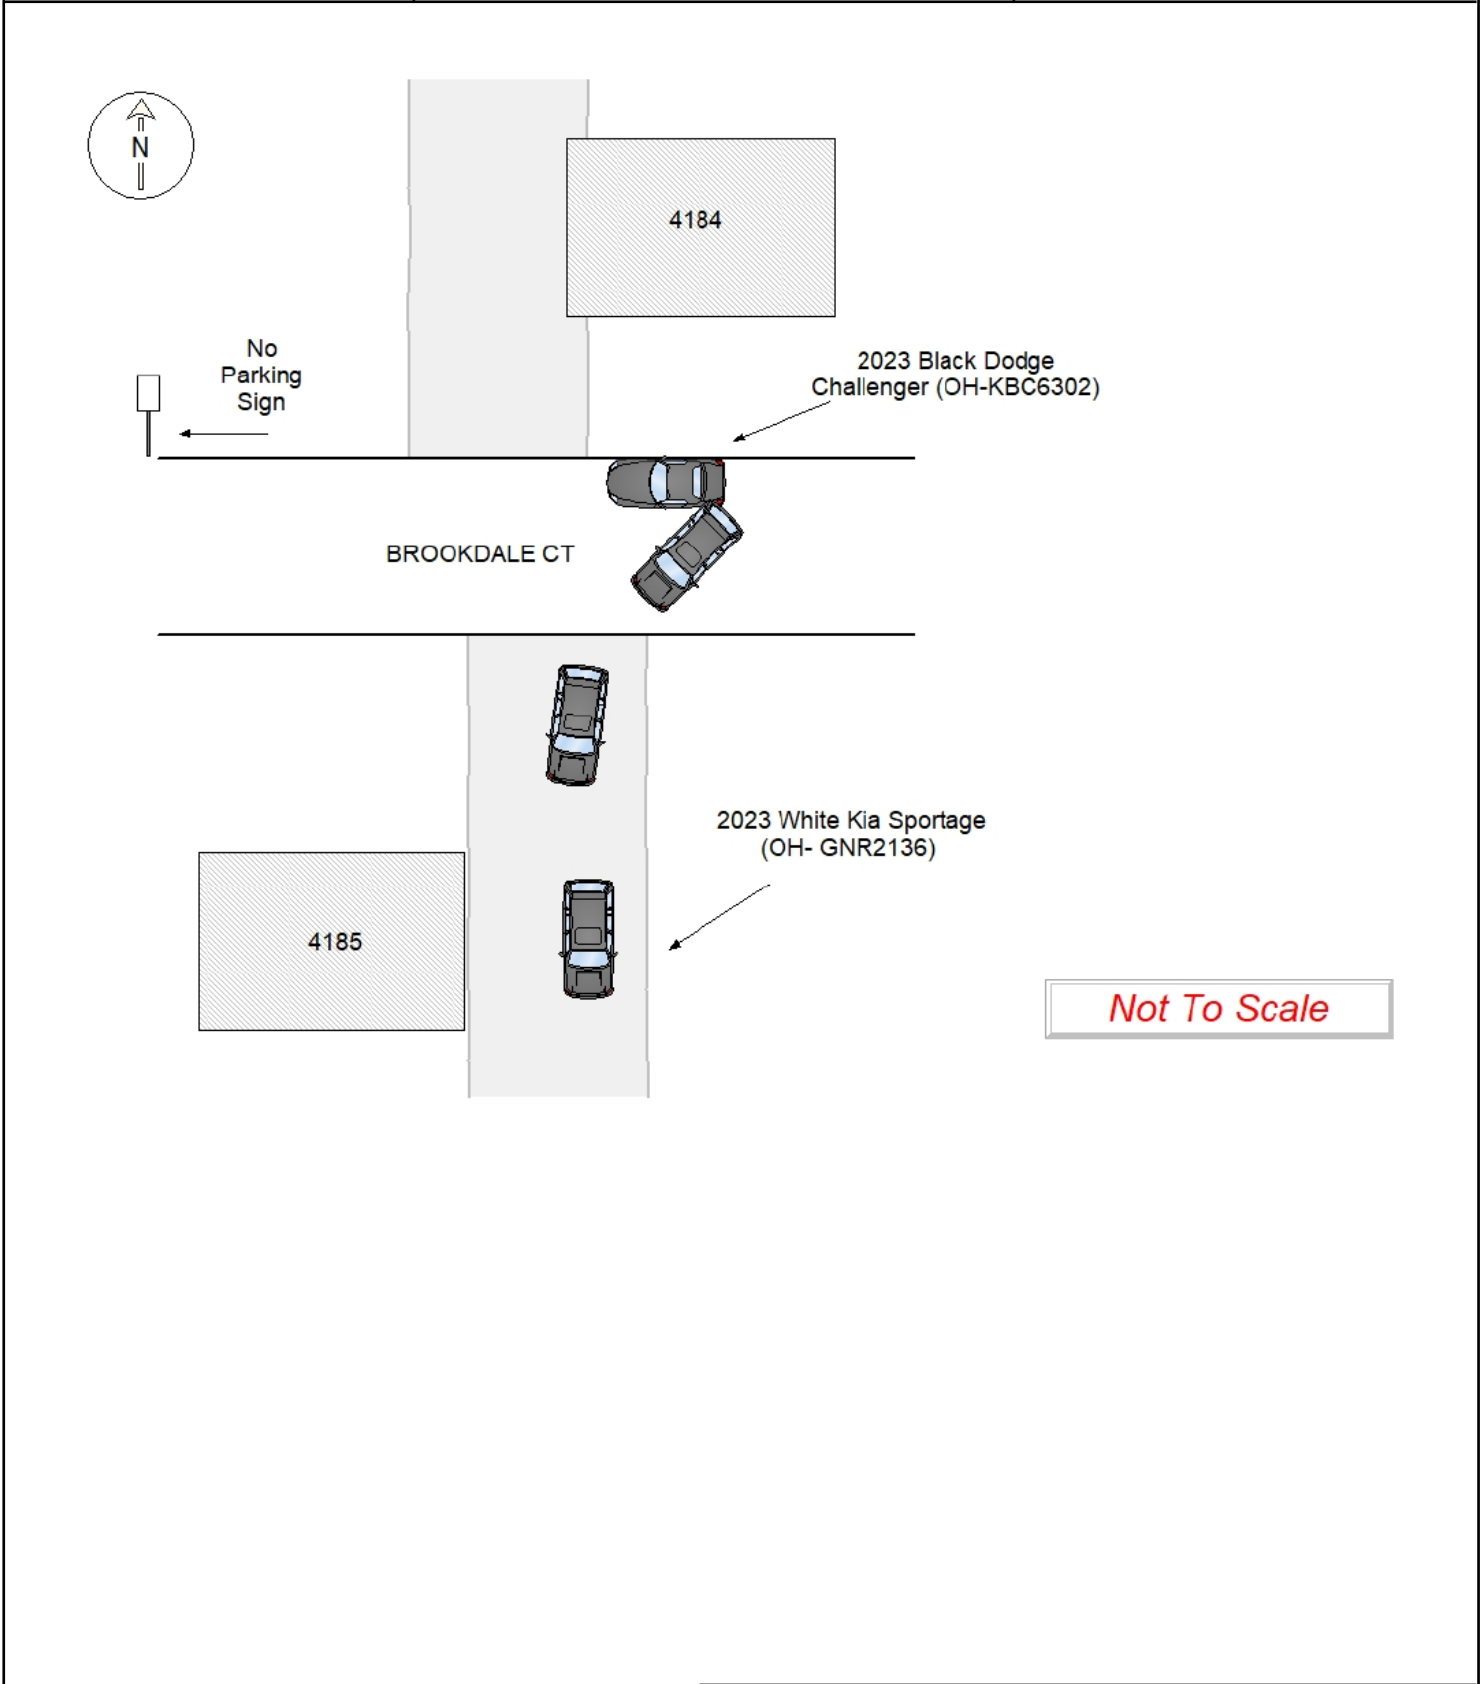 N
4184
No
Parking
Sign
2023 Black Dodge
Challenger (OH-KBC6302)
BROOKDALE CT
2023 White Kia Sportage
(OH- GNR2136)
4185
Not To Scale